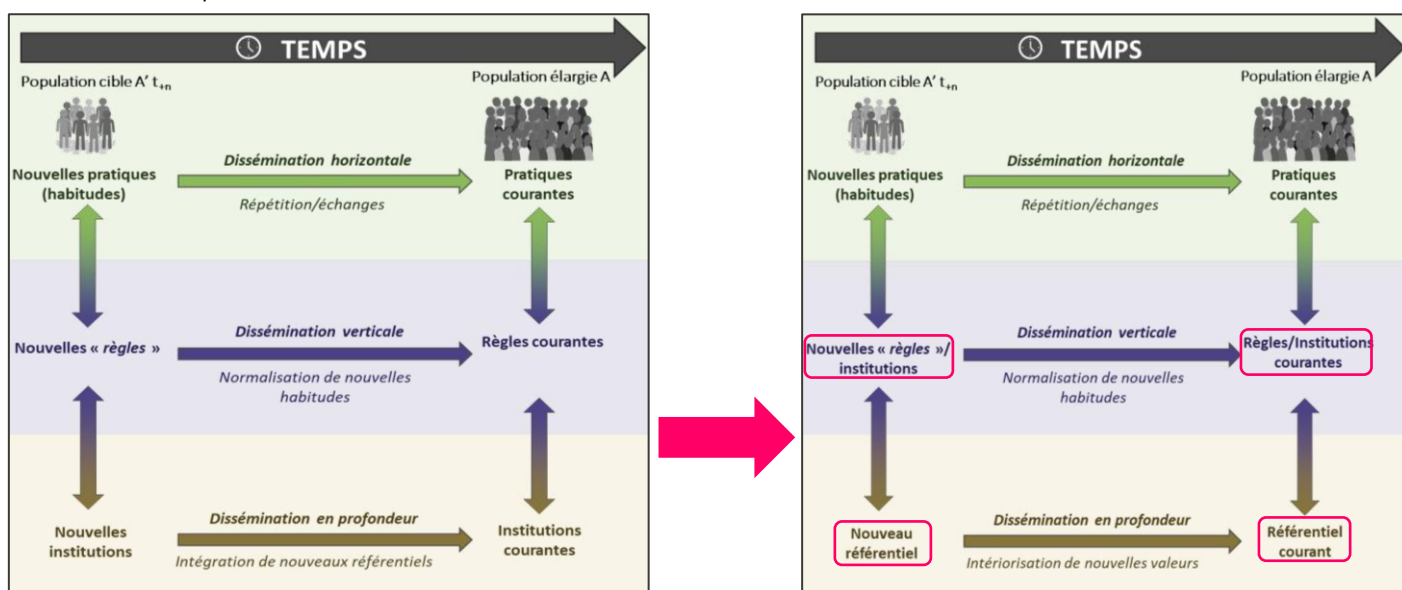 TEMPS
Population cible A' t+n
Population élargie A
Nouvelles pratiques
(habitudes)
Dissémination horizontale
Répétition/échanges
Pratiques
courantes
Nouvelles « règles »
Dissémination verticale
Normalisation de nouvelles
habitudes
Règles courantes
Nouvelles
institutions
Dissémination en profondeur
Intégration de nouveaux référentiels
Institutions
courantes
TEMPS
Population cible A' t+n
Population élargie A
Nouvelles pratiques
(habitudes)
Dissémination horizontale
Répétition/échanges
Pratiques
courantes
Nouvelles « règles »/
institutions
Dissémination verticale
Normalisation de nouvelles
habitudes
Règles/Institutions
courantes
Nouveau
référentiel
Dissémination en profondeur
Intériorisation de nouvelles valeurs
Référentiel
courant